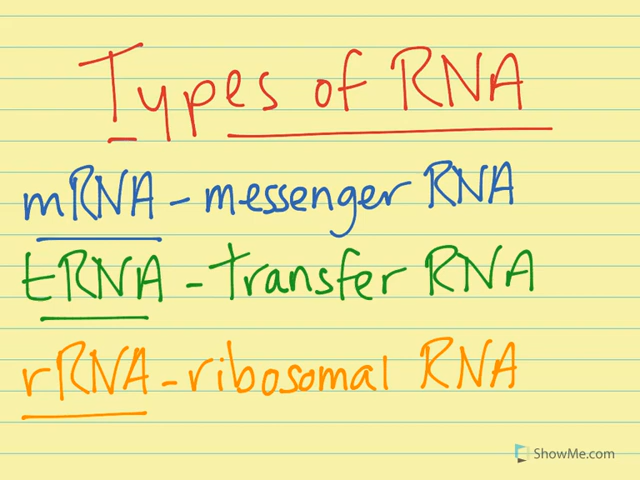 Types of RNA
mRNA - messenger RNA
tRNA - Transfer RNA
rRNA - ribosomal RNA
ShowMe.com